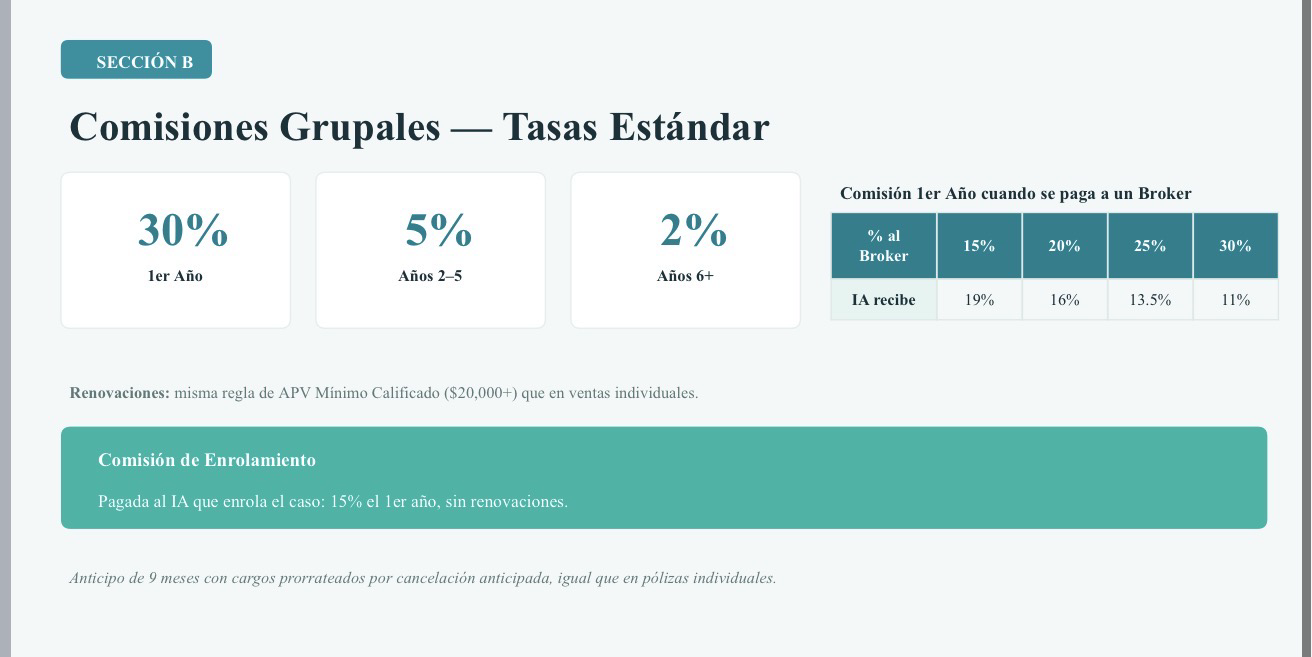 SECCIÓN B
Comisiones Grupales — Tasas Estándar
30%
1er Año
5%
Años 2–5
2%
Años 6+
Comisión 1er Año cuando se paga a un Broker
% al Broker 15% 20% 25% 30%
IA recibe 19% 16% 13.5% 11%
Renovaciones: misma regla de APV Mínimo Calificado ($20,000+) que en ventas individuales.
Comisión de Enrolamiento
Pagada al IA que enrola el caso: 15% el 1er año, sin renovaciones.
Anticipo de 9 meses con cargos prorrateados por cancelación anticipada, igual que en pólizas individuales.